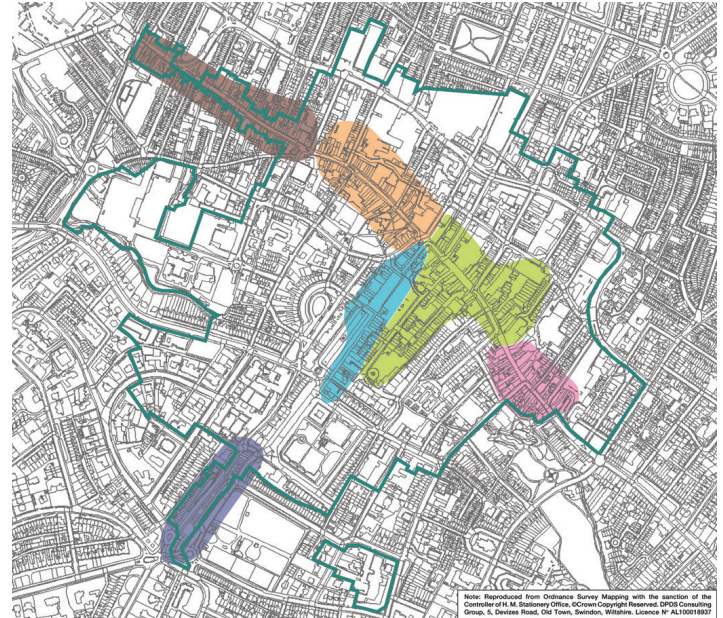 Note: Reproduced from Ordnance Survey Mapping with the sanction of the
Controller of H. M. Stationery Office, ©Crown Copyright Reserved. DPDS Consulting
Group, 5, Devizes Road, Old Town, Swindon, Wiltshire. Licence Nº AL100018937